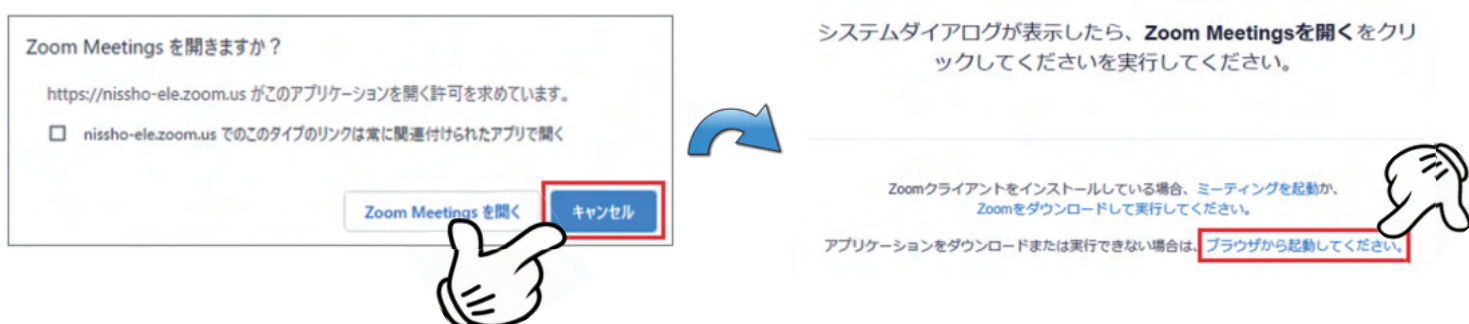 Zoom Meetings を開きますか？
https://nissho-ele.zoom.us がこのアプリケーションを開く許可を求めています。
nissho-ele.zoom.us でのこのタイプのリンクは常に関連付けられたアプリで開く
Zoom Meetings を開く
キャンセル
システムダイアログが表示したら、Zoom Meetingsを開くをクリ
ックしてくださいを実行してください。
Zoomクライアントをインストールしている場合、ミーティングを起動か、
Zoomをダウンロードして実行してください。
アプリケーションをダウンロードまたは実行できない場合は、ブラウザから起動してください。